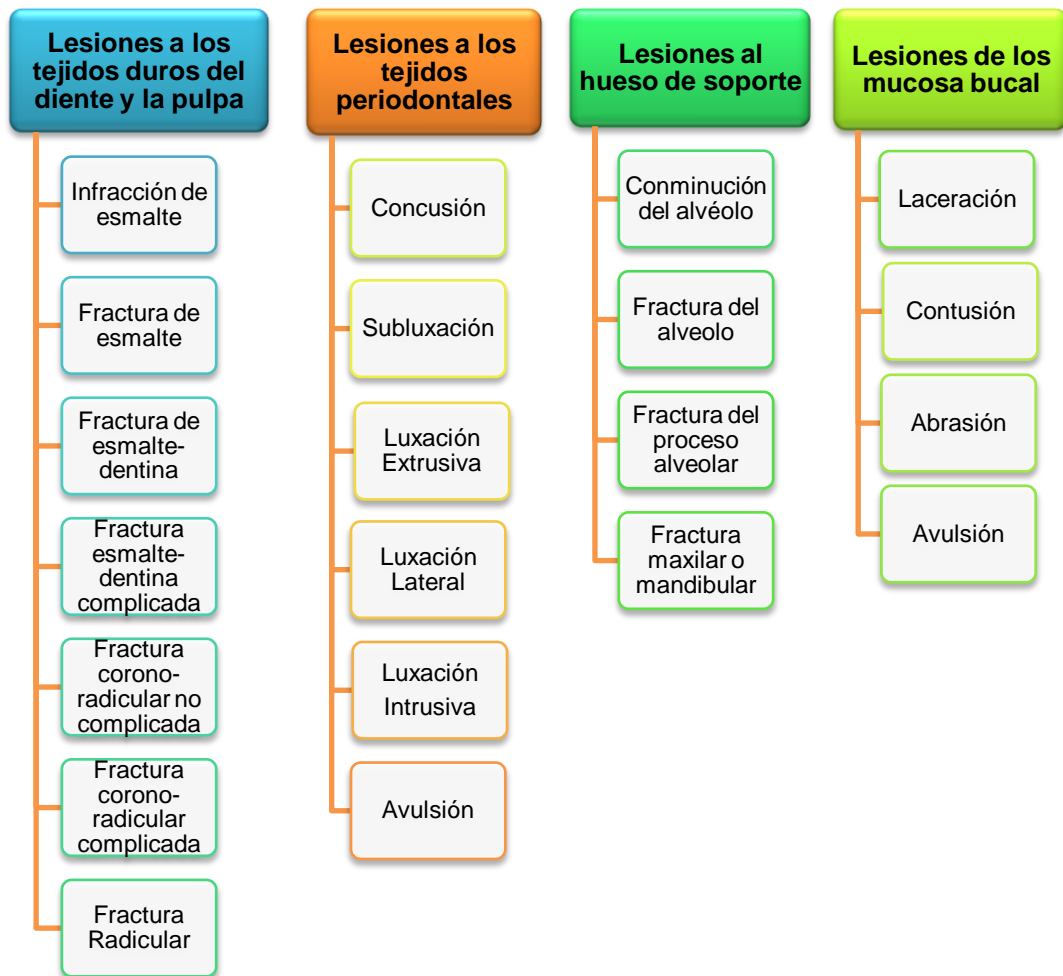 Lesiones a los
tejidos duros del
diente y la pulpa
Infracción de
esmalte
Fractura de
esmalte
Fractura de
esmalte-
dentina
Fractura
esmalte-
dentina
complicada
Fractura
corono-
radicular no
complicada
Fractura
corono-
radicular
complicada
Fractura
Radicular
Lesiones a los
tejidos
periodontales
Concusión
Subluxación
Luxación
Extrusiva
Luxación
Lateral
Luxación
Intrusiva
Avulsión
Lesiones al
hueso de soporte
Conminución
del alvéolo
Fractura del
alveolo
Fractura del
proceso
alveolar
Fractura
maxilar o
mandibular
Lesiones de los
mucosa bucal
Laceración
Contusión
Abrasión
Avulsión